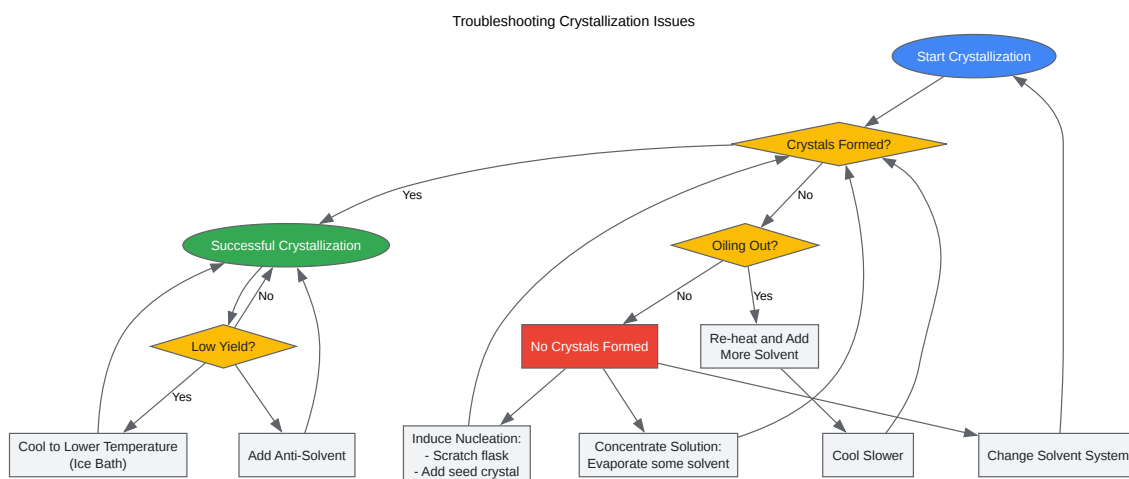 Troubleshooting Crystallization Issues
Start Crystallization
Crystals Formed?
Yes
No
Successful Crystallization
Oiling Out?
No
No
Yes
Low Yield?
No Crystals Formed
Re-heat and Add
More Solvent
Yes
Cool to Lower Temperature
(Ice Bath)
Add Anti-Solvent
Induce Nucleation:
- Scratch flask
- Add seed crystal
Concentrate Solution:
Evaporate some solvent
Cool Slower
Change Solvent System